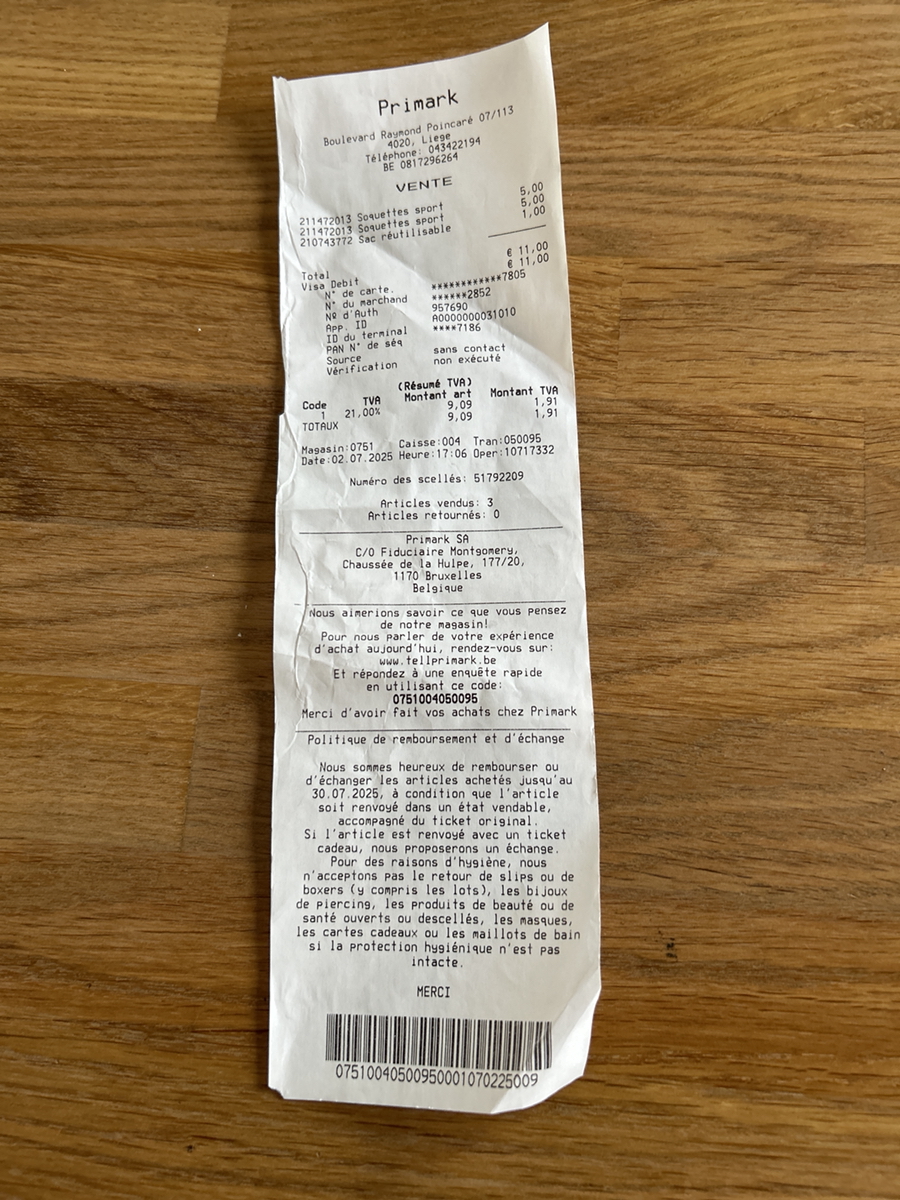 Primark
Boulevard Raymond Poincaré 07/113
4020, Liege
Téléphone: 043422194
BE 0817296264
VENTE
211472013 Soquettes sport 5,00
211472013 Soquettes sport 5,00
210743772 Sac réutilisable 1,00
Total € 11,00
Visa Debit € 11,00
N° de carte. ************7805
N° du marchand ******2852
Nº d'Auth 957690
App. ID A0000000031010
ID du terminal ****7186
PAN N° de séq
Source sans contact
Vérification non exécuté
(Résumé TVA)
Code TVA Montant art Montant TVA
1 21,00% 9,09 1,91
TOTAUX 9,09 1,91
Magasin:0751 Caisse:004 Tran:050095
Date:02.07.2025 Heure:17:06 Oper:10717332
Numéro des scellés: 51792209
Articles vendus: 3
Articles retournés: 0
Primark SA
C/O Fiduciaire Montgomery,
Chaussée de la Hulpe, 177/20,
1170 Bruxelles
Belgique
Nous aimerions savoir ce que vous pensez
de notre magasin!
Pour nous parler de votre expérience
d'achat aujourd'hui, rendez-vous sur:
www.tellprimark.be
Et répondez à une enquête rapide
en utilisant ce code:
0751004050095
Merci d'avoir fait vos achats chez Primark
Politique de remboursement et d'échange
Nous sommes heureux de rembourser ou
d'échanger les articles achetés jusqu'au
30.07.2025, à condition que l'article
soit renvoyé dans un état vendable,
accompagné du ticket original.
Si l'article est renvoyé avec un ticket
cadeau, nous proposerons un échange.
Pour des raisons d'hygiène, nous
n'acceptons pas le retour de slips ou de
boxers (y compris les lots), les bijoux
de piercing, les produits de beauté ou de
santé ouverts ou descellés, les masques,
les cartes cadeaux ou les maillots de bain
si la protection hygiénique n'est pas
intacte.
MERCI
07510040500950001070225009